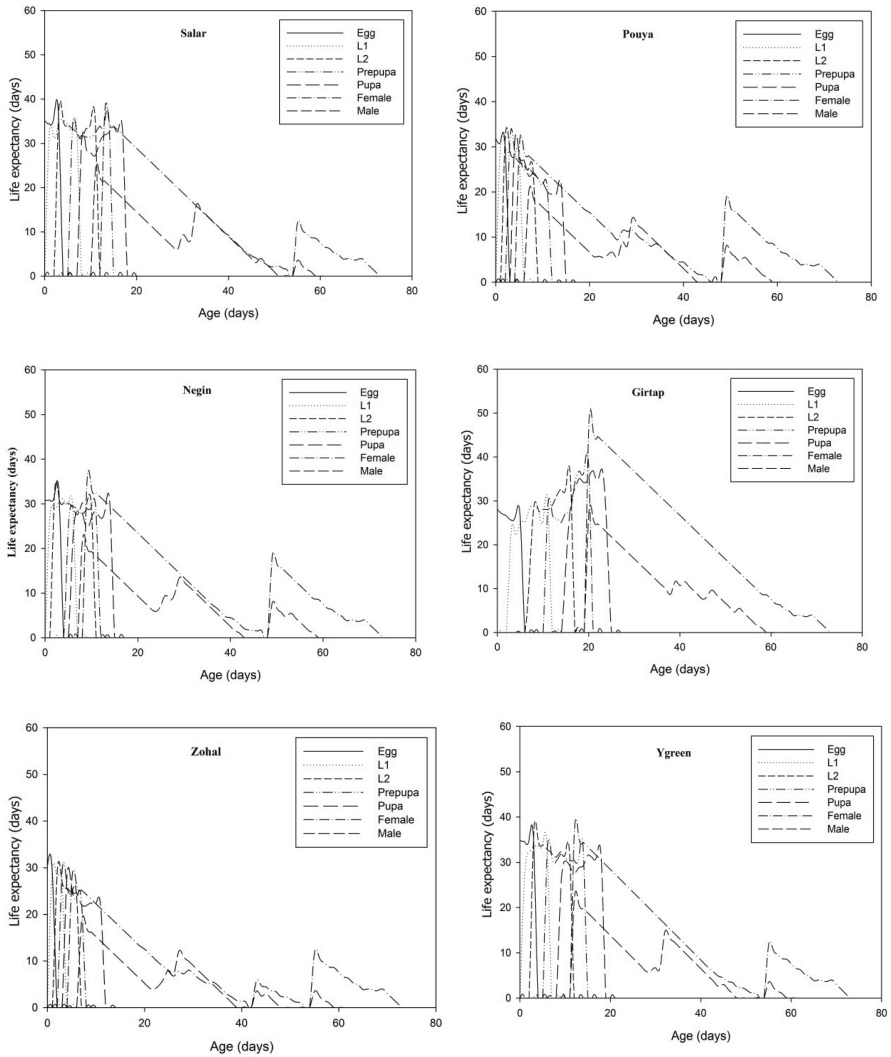 Salar
Life expectancy (days)
60
50
40
30
20
10
0
Egg
L1
L2
Prepupa
Pupa
Female
Male
0 20 40 60 80
Age (days)
Pouya
Life expectancy (days)
60
50
40
30
20
10
0
Egg
L1
L2
Prepupa
Pupa
Female
Male
0 20 40 60 80
Age (days)
Negin
Life expectancy (days)
60
50
40
30
20
10
0
Egg
L1
L2
Prepupa
Pupa
Female
Male
0 20 40 60 80
Age (days)
Girtap
Life expectancy (days)
60
50
40
30
20
10
0
Egg
L1
L2
Prepupa
Pupa
Female
Male
0 20 40 60 80
Age (days)
Zohal
Life expectancy (days)
60
50
40
30
20
10
0
Egg
L1
L2
Prepupa
Pupa
Female
Male
0 20 40 60 80
Age (days)
Ygreen
Life expectancy (days)
60
50
40
30
20
10
0
Egg
L1
L2
Prepupa
Pupa
Female
Male
0 20 40 60 80
Age (days)